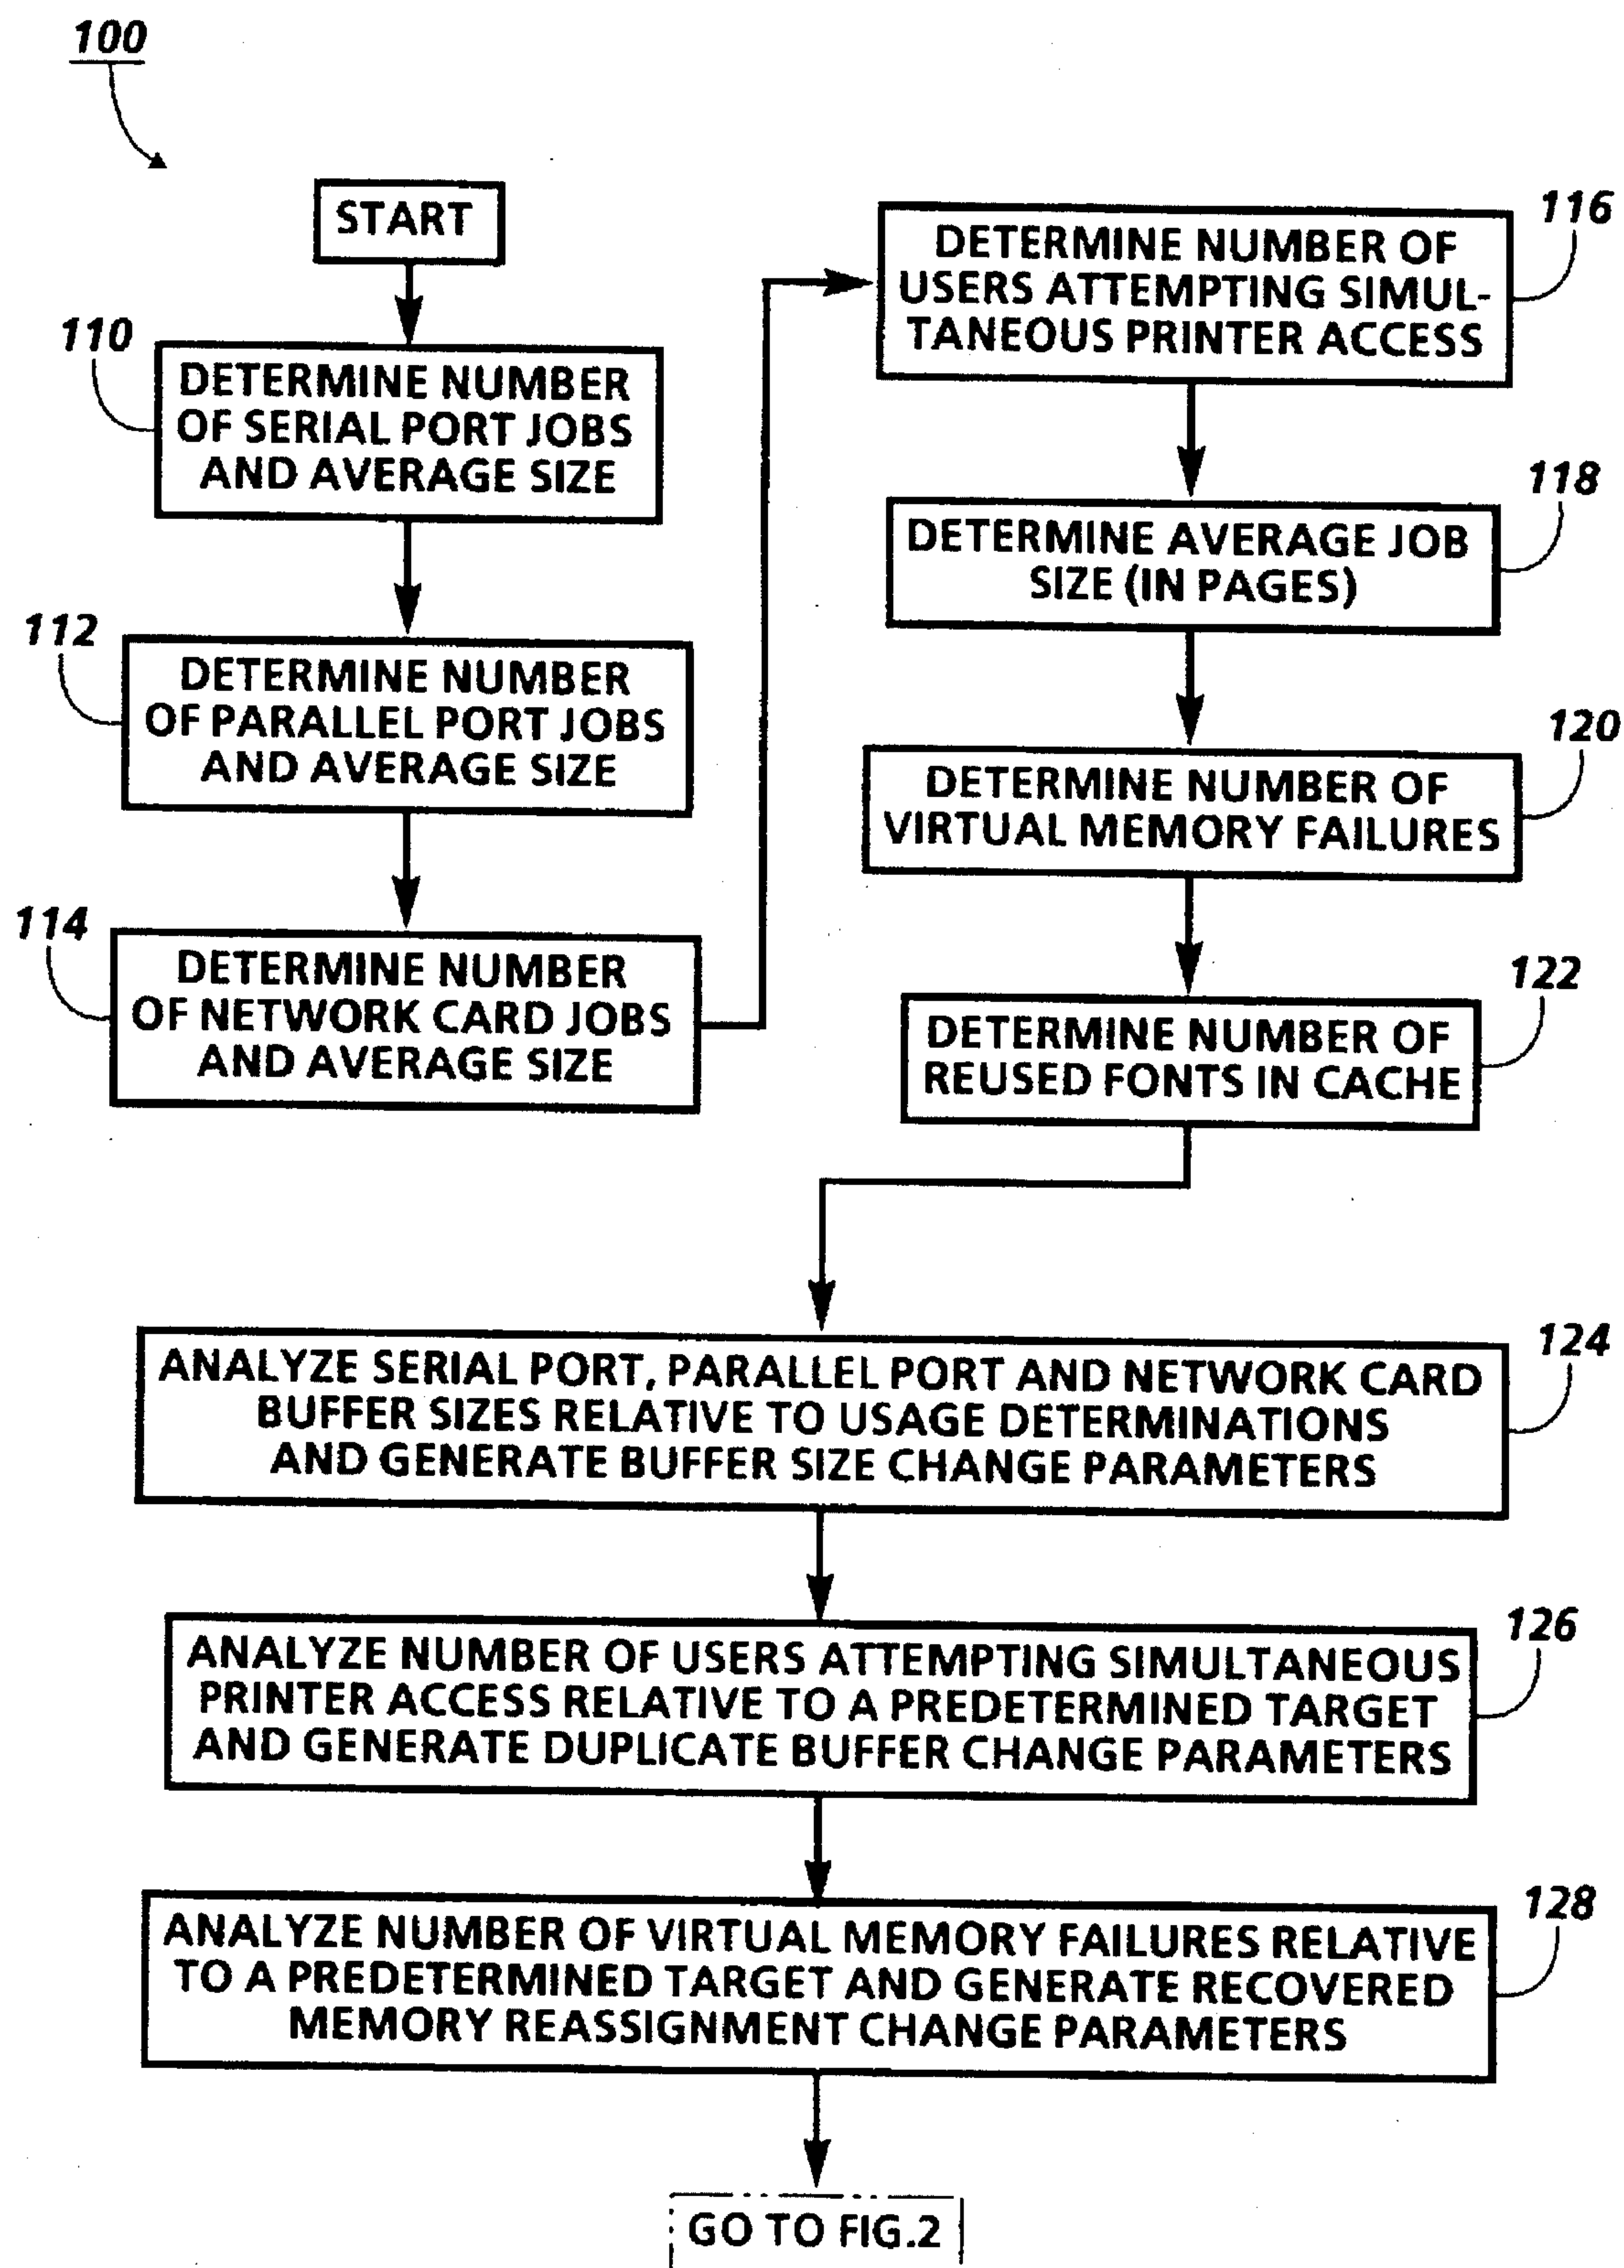 100
START
110
DETERMINE NUMBER
OF SERIAL PORT JOBS
AND AVERAGE SIZE
112
DETERMINE NUMBER
OF PARALLEL PORT JOBS
AND AVERAGE SIZE
114
DETERMINE NUMBER
OF NETWORK CARD JOBS
AND AVERAGE SIZE
116
DETERMINE NUMBER OF
USERS ATTEMPTING SIMUL-
TANEOUS PRINTER ACCESS
118
DETERMINE AVERAGE JOB
SIZE (IN PAGES)
120
DETERMINE NUMBER OF
VIRTUAL MEMORY FAILURES
122
DETERMINE NUMBER OF
REUSED FONTS IN CACHE
124
ANALYZE SERIAL PORT, PARALLEL PORT AND NETWORK CARD
BUFFER SIZES RELATIVE TO USAGE DETERMINATIONS
AND GENERATE BUFFER SIZE CHANGE PARAMETERS
126
ANALYZE NUMBER OF USERS ATTEMPTING SIMULTANEOUS
PRINTER ACCESS RELATIVE TO A PREDETERMINED TARGET
AND GENERATE DUPLICATE BUFFER CHANGE PARAMETERS
128
ANALYZE NUMBER OF VIRTUAL MEMORY FAILURES RELATIVE
TO A PREDETERMINED TARGET AND GENERATE RECOVERED
MEMORY REASSIGNMENT CHANGE PARAMETERS
GO TO FIG.2